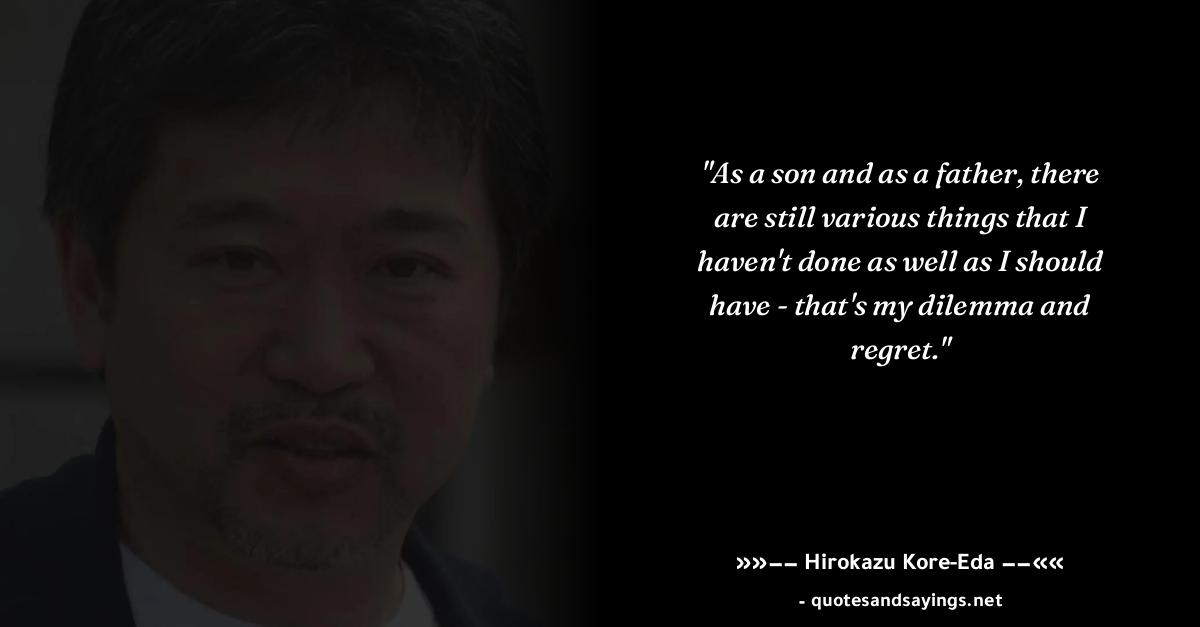 "As a son and as a father, there
are still various things that I
haven't done as well as I should
have - that's my dilemma and
regret."
»»−− Hirokazu Kore-Eda −−««
- quotesandsayings.net